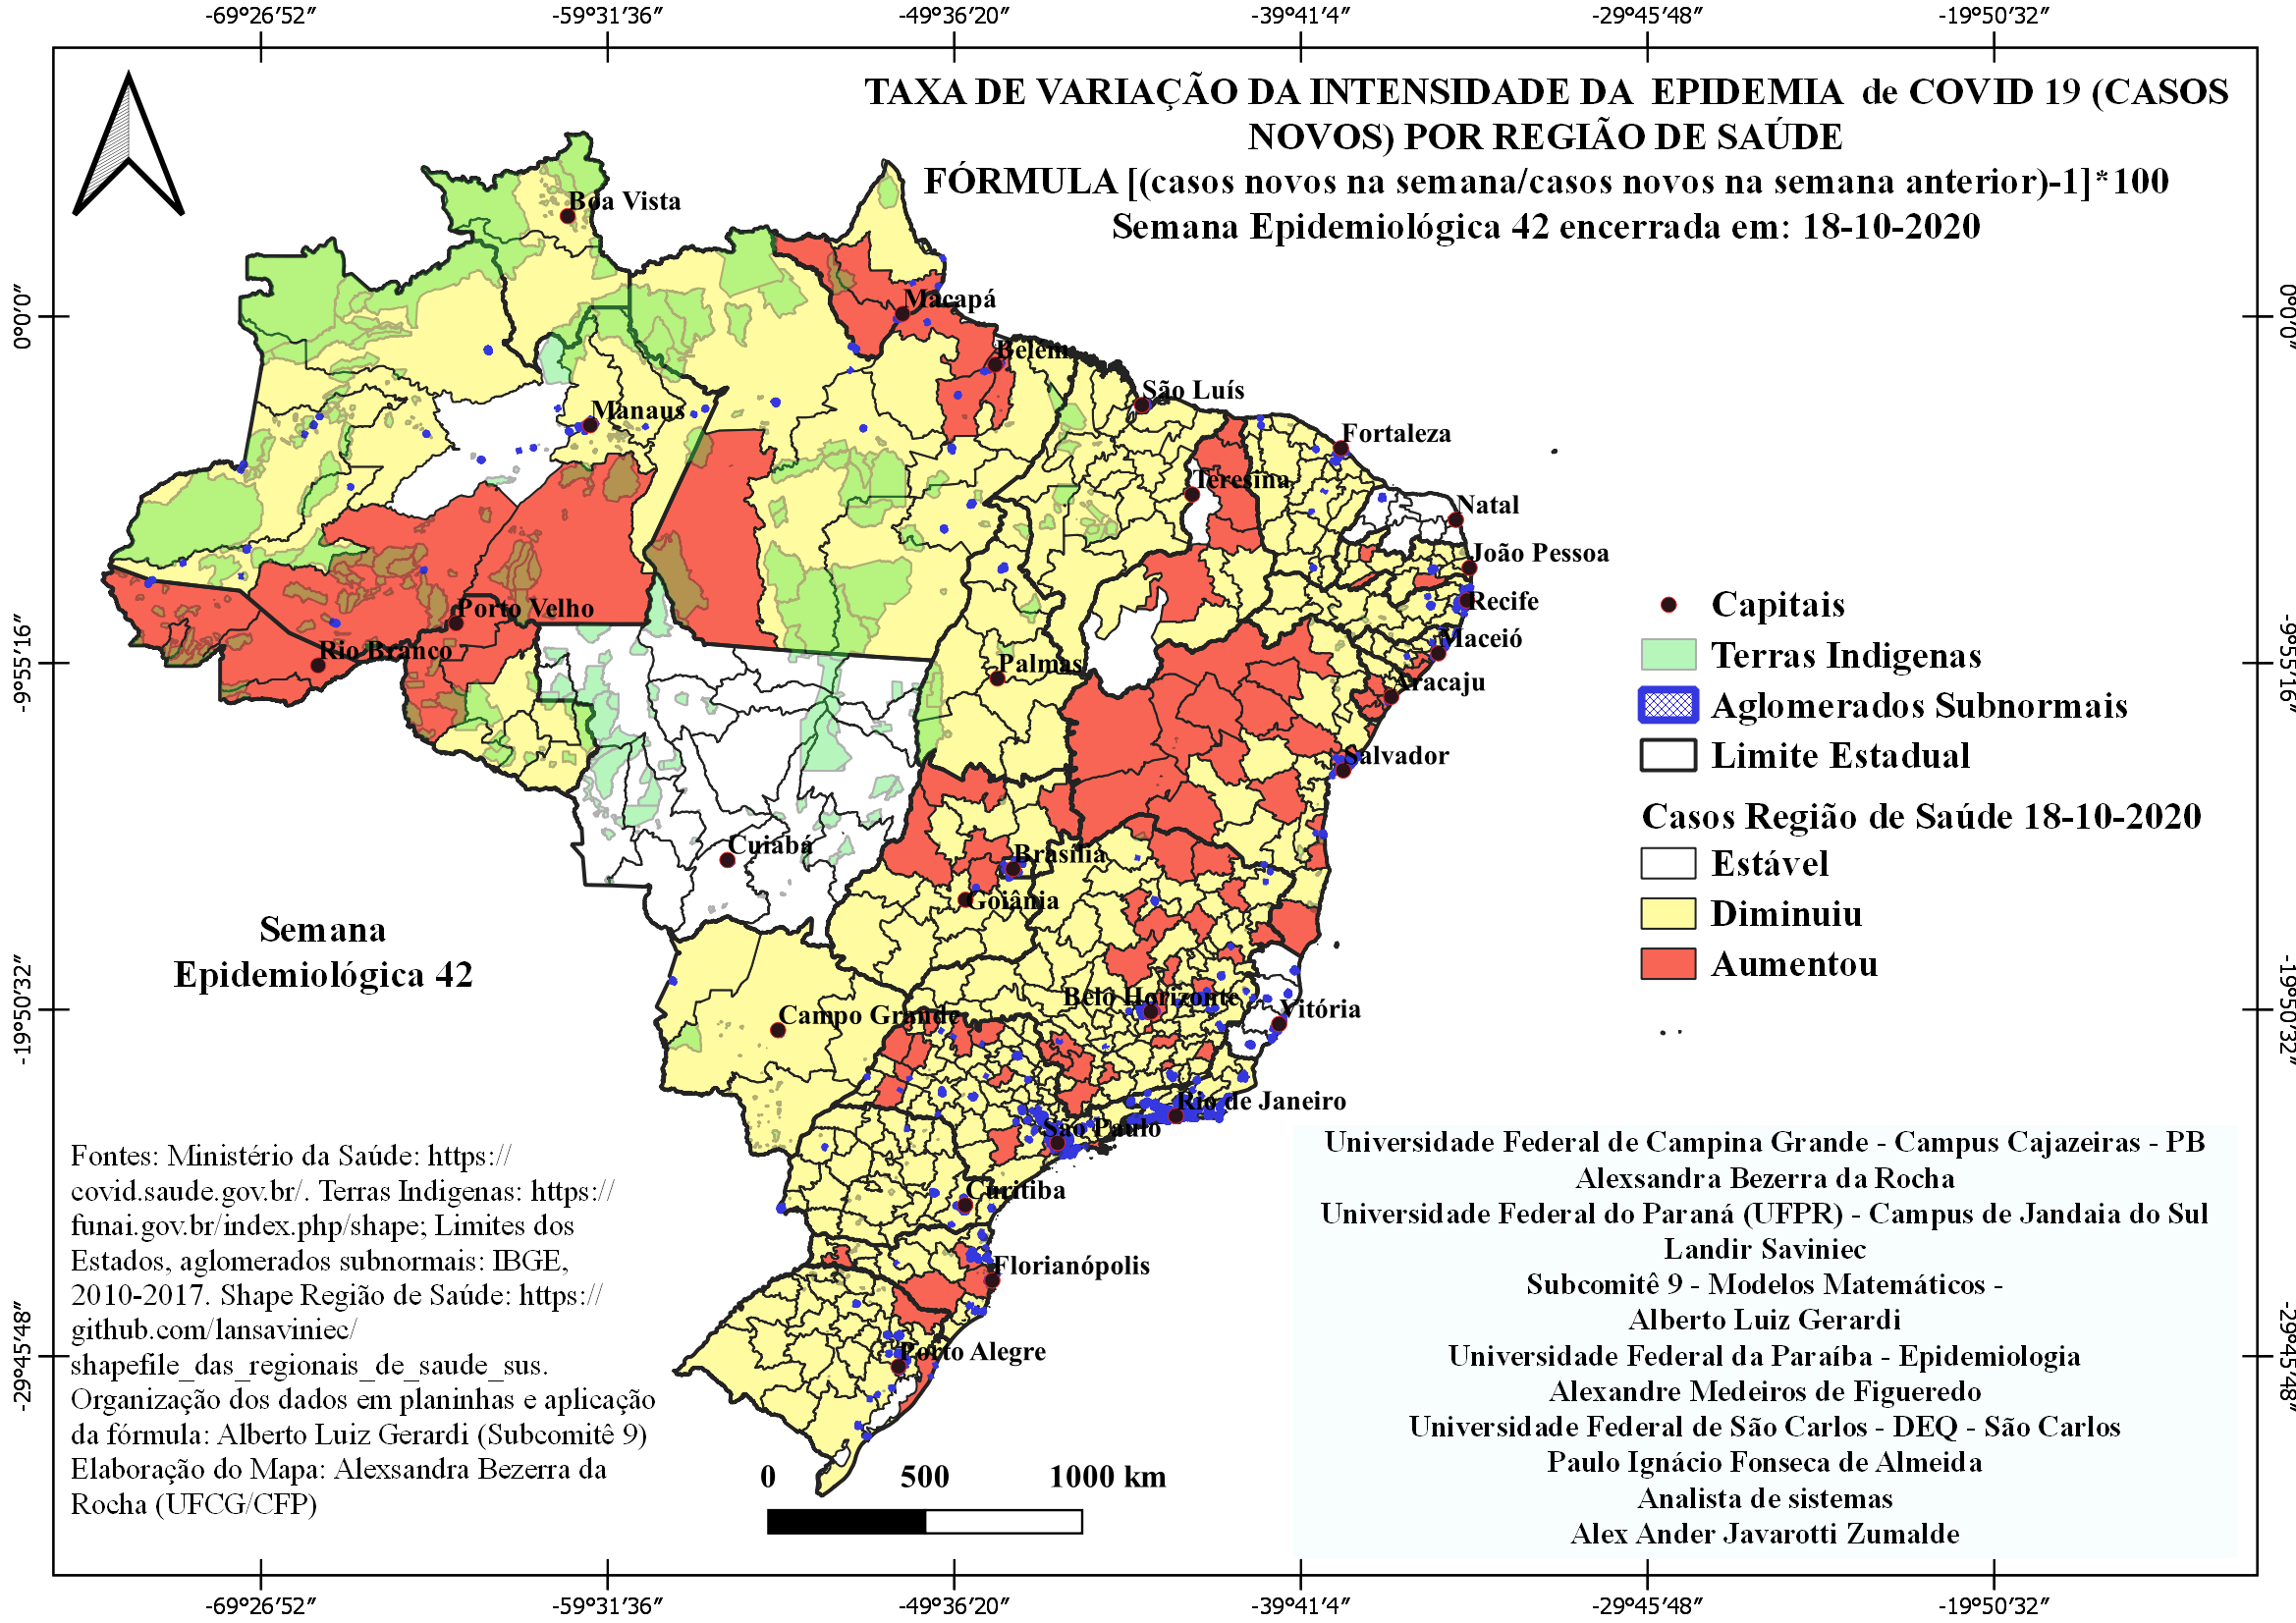 -69°26′52″ -59°31′36″ -49°36′20″ -39°41′4″ -29°45′48″ -19°50′32″
TAXA DE VARIAÇÃO DA INTENSIDADE DA EPIDEMIA de COVID 19 (CASOS
NOVOS) POR REGIÃO DE SAÚDE
FÓRMULA [(casos novos na semana/casos novos na semana anterior)-1]*100
Semana Epidemiológica 42 encerrada em: 18-10-2020
Boa Vista
0°0′0″
0°0′0″
Macapá
Belém
São Luís
Manaus
Fortaleza
Teresina
Natal
João Pessoa
Recife
Porto Velho
Maceió
Rio Branco
-9°55′16″
-9°55′16″
Palmas
Aracaju
Salvador
Cuiabá
Brasília
Goiânia
Capitais
Terras Indigenas
Aglomerados Subnormais
Limite Estadual
Casos Região de Saúde 18-10-2020
Estável
Diminuiu
Aumentou
Semana
Epidemiológica 42
Belo Horizonte
Vitória
Campo Grande
-19°50′32″
-19°50′32″
Rio de Janeiro
São Paulo
Curitiba
Florianópolis
Porto Alegre
-29°45′48″
-29°45′48″
Fontes: Ministério da Saúde: https://
covid.saude.gov.br/. Terras Indigenas: https://
funai.gov.br/index.php/shape; Limites dos
Estados, aglomerados subnormais: IBGE,
2010-2017. Shape Região de Saúde: https://
github.com/lansaviniec/
shapefile_das_regionais_de_saude_sus.
Organização dos dados em planinhas e aplicação
da fórmula: Alberto Luiz Gerardi (Subcomitê 9)
Elaboração do Mapa: Alexsandra Bezerra da
Rocha (UFCG/CFP)
0 500 1000 km
Universidade Federal de Campina Grande - Campus Cajazeiras - PB
Alexsandra Bezerra da Rocha
Universidade Federal do Paraná (UFPR) - Campus de Jandaia do Sul
Landir Saviniec
Subcomitê 9 - Modelos Matemáticos -
Alberto Luiz Gerardi
Universidade Federal da Paraíba - Epidemiologia
Alexandre Medeiros de Figueredo
Universidade Federal de São Carlos - DEQ - São Carlos
Paulo Ignácio Fonseca de Almeida
Analista de sistemas
Alex Ander Javarotti Zumalde
-69°26′52″ -59°31′36″ -49°36′20″ -39°41′4″ -29°45′48″ -19°50′32″